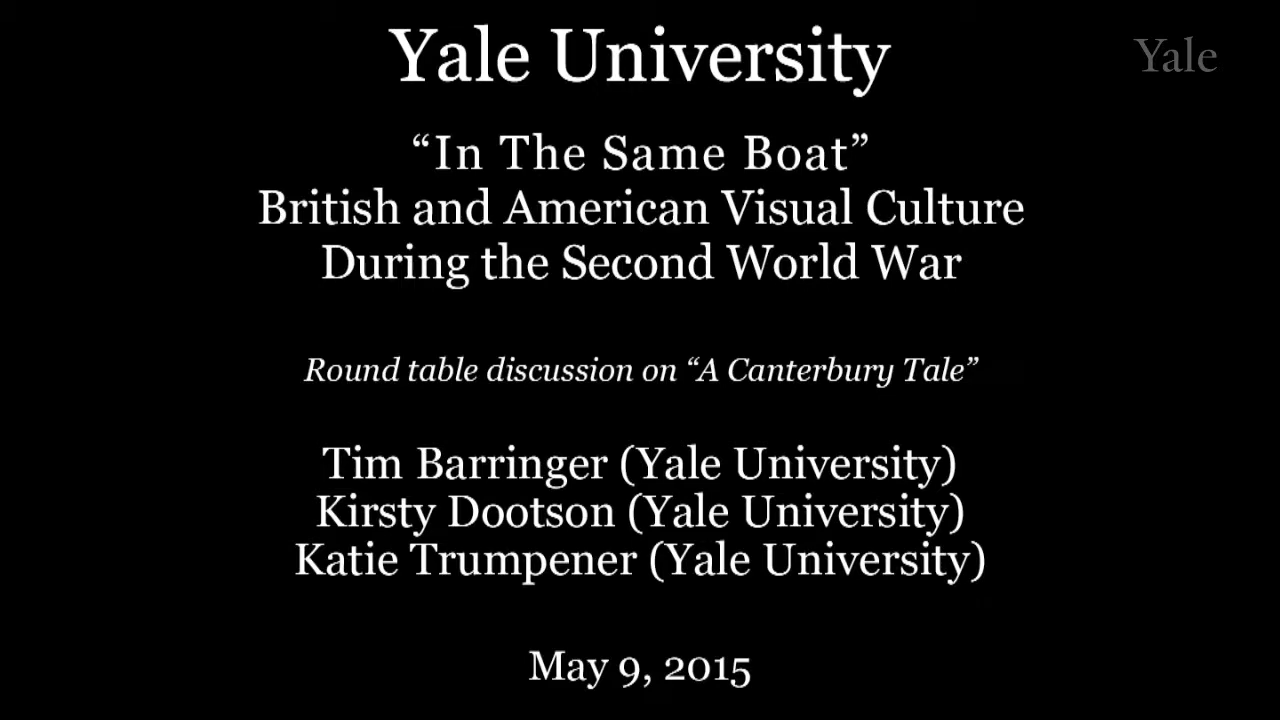 Yale University
Yale
“In The Same Boat”
British and American Visual Culture
During the Second World War
Round table discussion on “A Canterbury Tale”
Tim Barringer (Yale University)
Kirsty Dootson (Yale University)
Katie Trumpener (Yale University)
May 9, 2015